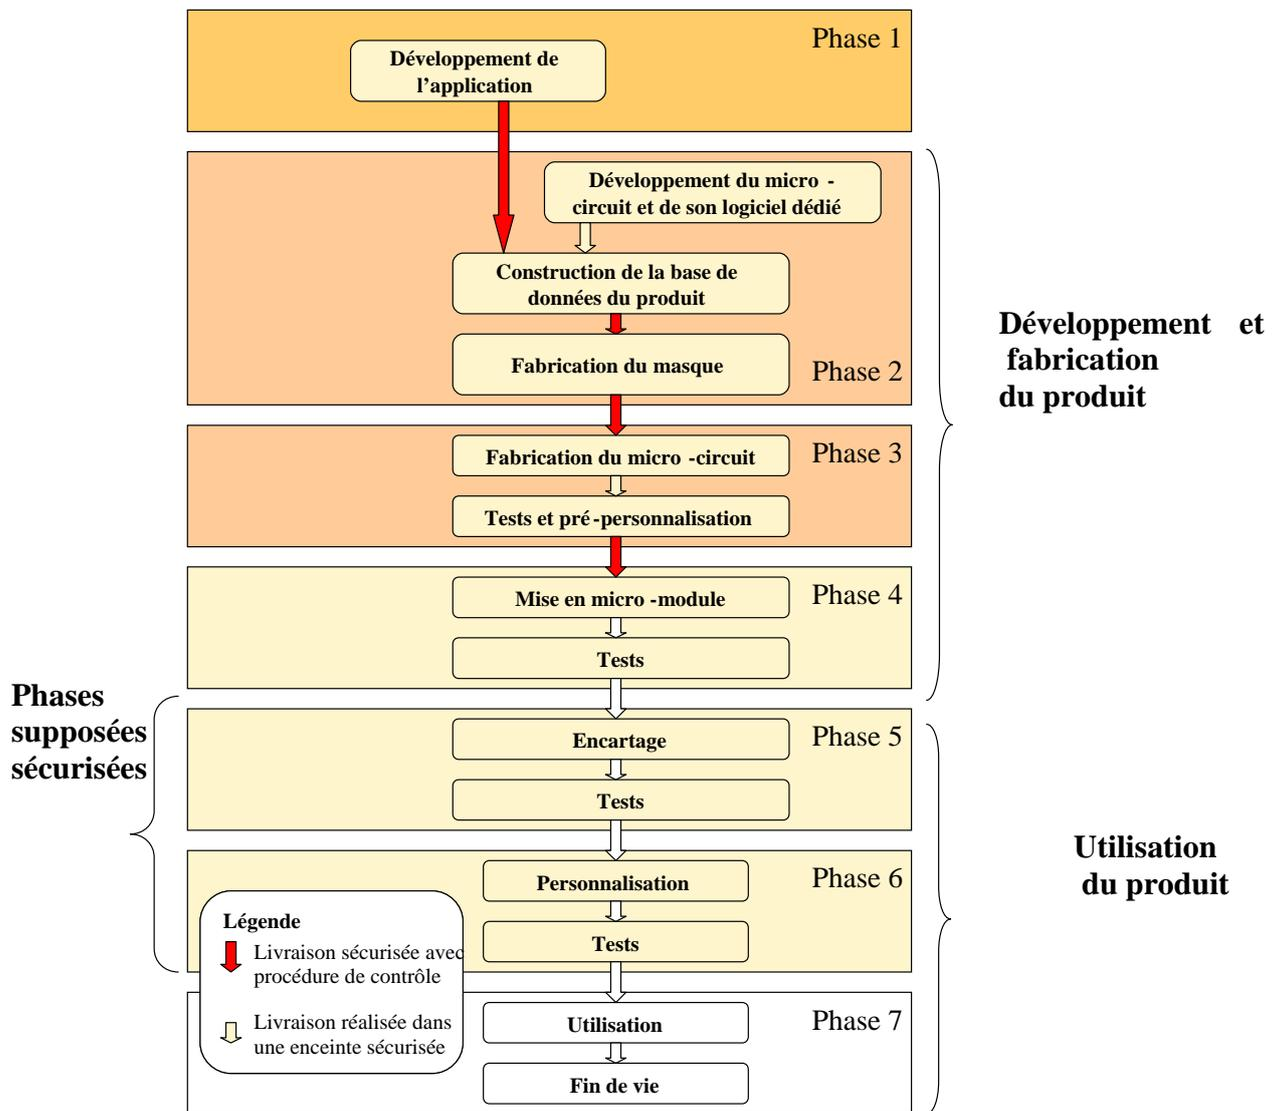 Phase 1
Développement de
l’application
Développement du micro -
circuit et de son logiciel dédié
Construction de la base de
données du produit
Fabrication du masque
Phase 2
Développement et
fabrication
du produit
Fabrication du micro -circuit
Phase 3
Tests et pré-personnalisation
Mise en micro -module
Phase 4
Tests
Phases
supposées
sécurisées
Encartage
Phase 5
Tests
Utilisation
du produit
Personnalisation
Phase 6
Tests
Légende
Livraison sécurisée avec
procédure de contrôle
Livraison réalisée dans
une enceinte sécurisée
Utilisation
Phase 7
Fin de vie